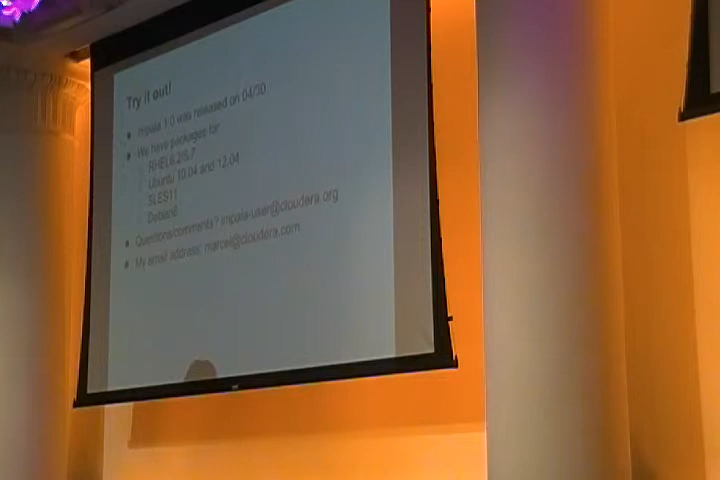 Try it out!
Impala 1.0 was released on 04/30
We have packages for
RHEL6.2/5.7
Ubuntu 10.04 and 12.04
SLES11
Debian6
Questions/comments? impala-user@cloudera.org
My email address: marcel@cloudera.com